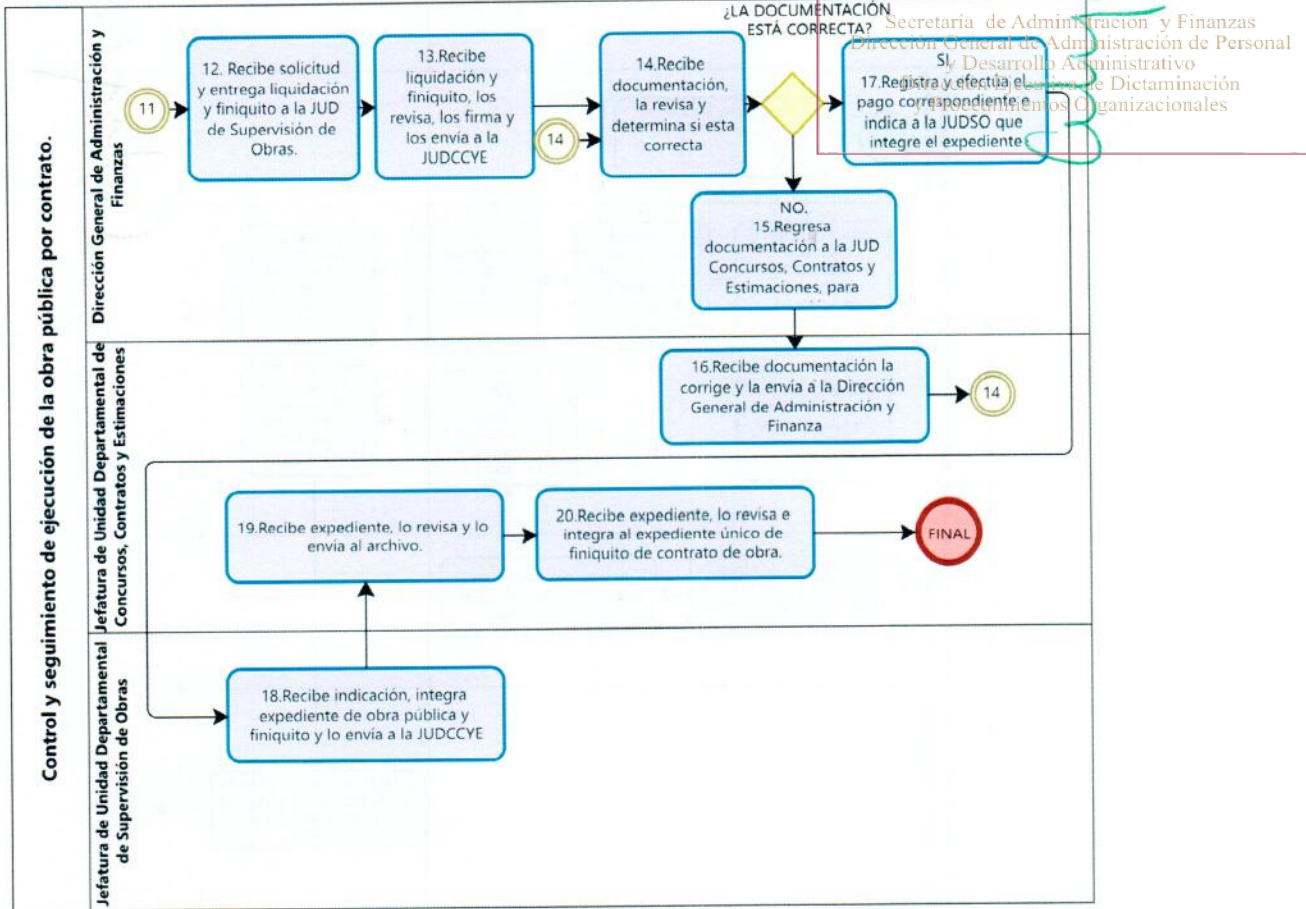 Control y seguimiento de ejecución de la obra pública por contrato.
Dirección General de Administración y
Finanzas
11
12. Recibe solicitud
y entrega liquidación
y finiquito a la JUD
de Supervisión de
Obras.
13.Recibe
liquidación y
finiquito, los
revisa, los firma y
los envía a la
JUDCCYE
14
14.Recibe
documentación,
la revisa y
determina si esta
correcta
¿LA DOCUMENTACIÓN
ESTÁ CORRECTA?
Secretaría de Administración y Finanzas
Dirección General de Administración de Personal
y Desarrollo Administrativo
Dirección Ejecutiva de Dictaminación
y Procedimientos Organizacionales
SI.
17.Registra y efectúa el
pago correspondiente e
indica a la JUDSO que
integre el expediente
NO.
15.Regresa
documentación a la JUD
Concursos, Contratos y
Estimaciones, para
Jefatura de Unidad Departamental de
Concursos, Contratos y Estimaciones
16.Recibe documentación la
corrige y la envía a la Dirección
General de Administración y
Finanza
14
19.Recibe expediente, lo revisa y lo
envía al archivo.
20.Recibe expediente, lo revisa e
integra al expediente único de
finiquito de contrato de obra.
FINAL
Jefatura de Unidad Departamental
de Supervisión de Obras
18.Recibe indicación, integra
expediente de obra pública y
finiquito y lo envía a la JUDCCYE